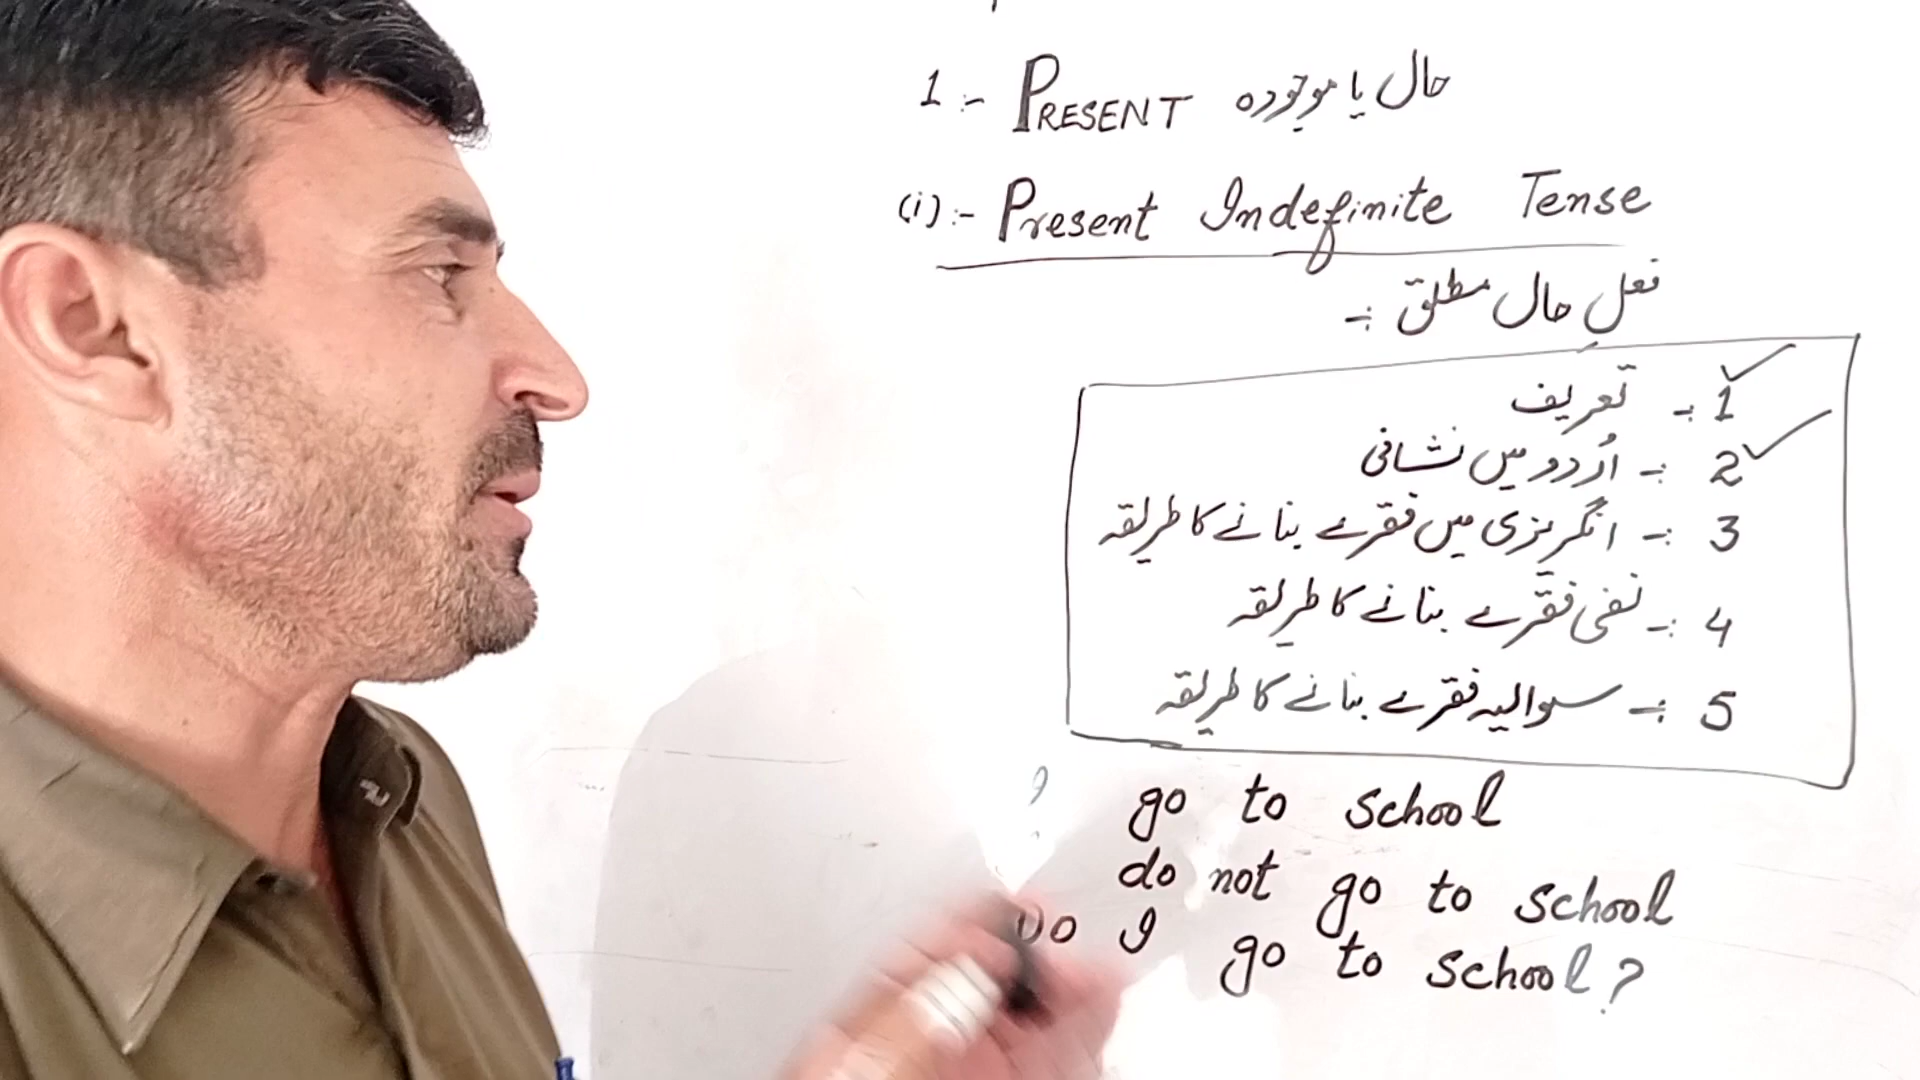 1 :- PRESENT حال یا موجودہ
(i) :- Present Indefinite Tense
فعلِ حال مطلق :-
1 :- تعریف
2 :- اُردو میں نشانی
3 :- انگریزی میں فقرے بنانے کا طریقہ
4 :- نفی فقرے بنانے کا طریقہ
5 :- سوالیہ فقرے بنانے کا طریقہ
go to school
do not go to school
Do I go to school?